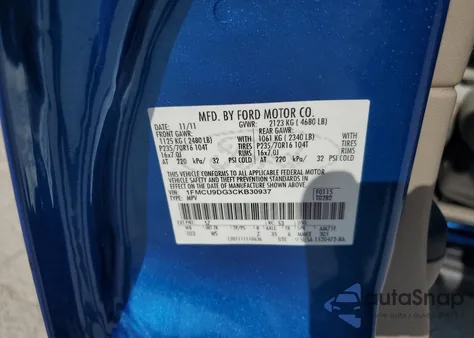 MFD. BY FORD MOTOR CO.
DATE: 11/11 GVWR: 2123 KG (4680 LB)
FRONT GAWR: REAR GAWR:
1125 KG (2480 LB) WITH 1061 KG (2340 LB) WITH
P235/70R16 104T TIRES P235/70R16 104T TIRES
16x7.0J RIMS 16x7.0J RIMS
AT 220 kPa/ 32 PSI COLD AT 220 kPa/ 32 PSI COLD
THIS VEHICLE CONFORMS TO ALL APPLICABLE FEDERAL MOTOR
VEHICLE SAFETY AND THEFT PREVENTION STANDARDS IN EFFECT
ON THE DATE OF MANUFACTURE SHOWN ABOVE.
VIN: 1FMCU9DG3CKB30937
TYPE: MPV
autoSnap